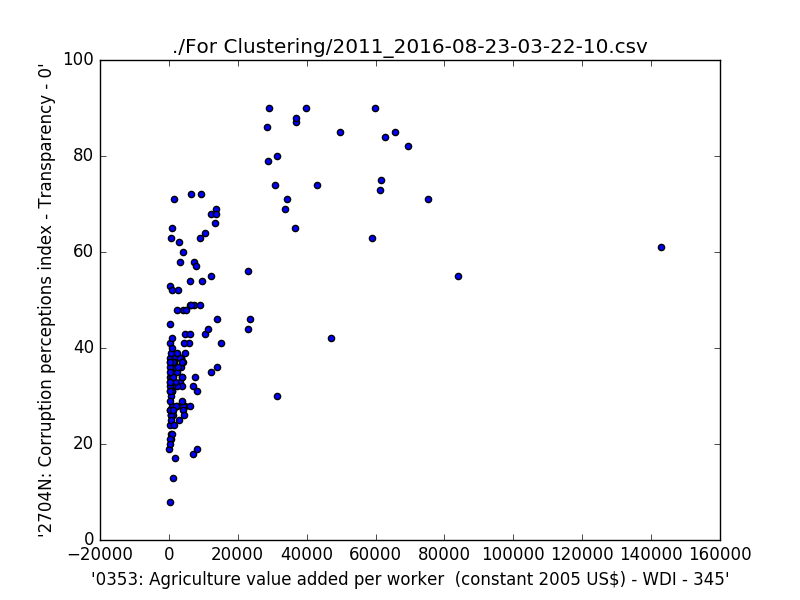 ./For Clustering/2011_2016-08-23-03-22-10.csv
'2704N: Corruption perceptions index - Transparency - 0'
100
80
60
40
20
0
−20000 0 20000 40000 60000 80000 100000 120000 140000 160000
'0353: Agriculture value added per worker  (constant 2005 US$) - WDI - 345'